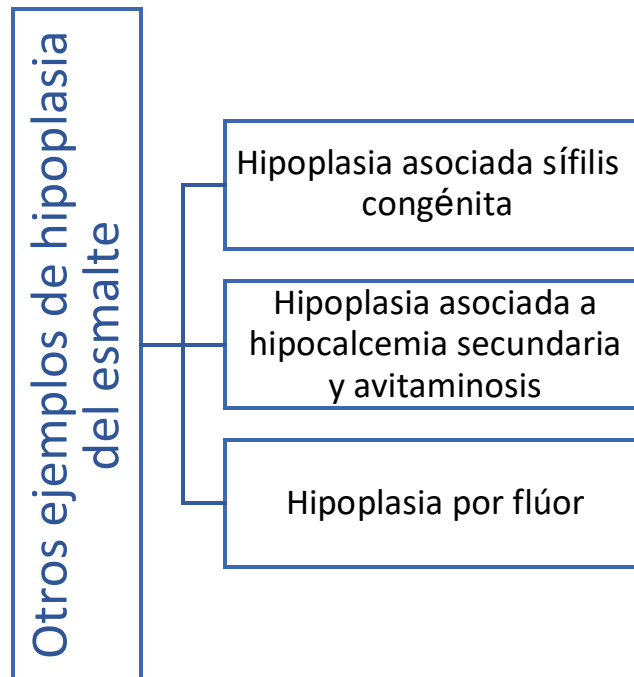 Otros ejemplos de hipoplasia
del esmalte
Hipoplasia asociada sífilis
congénita
Hipoplasia asociada a
hipocalcemia secundaria
y avitaminosis
Hipoplasia por flúor